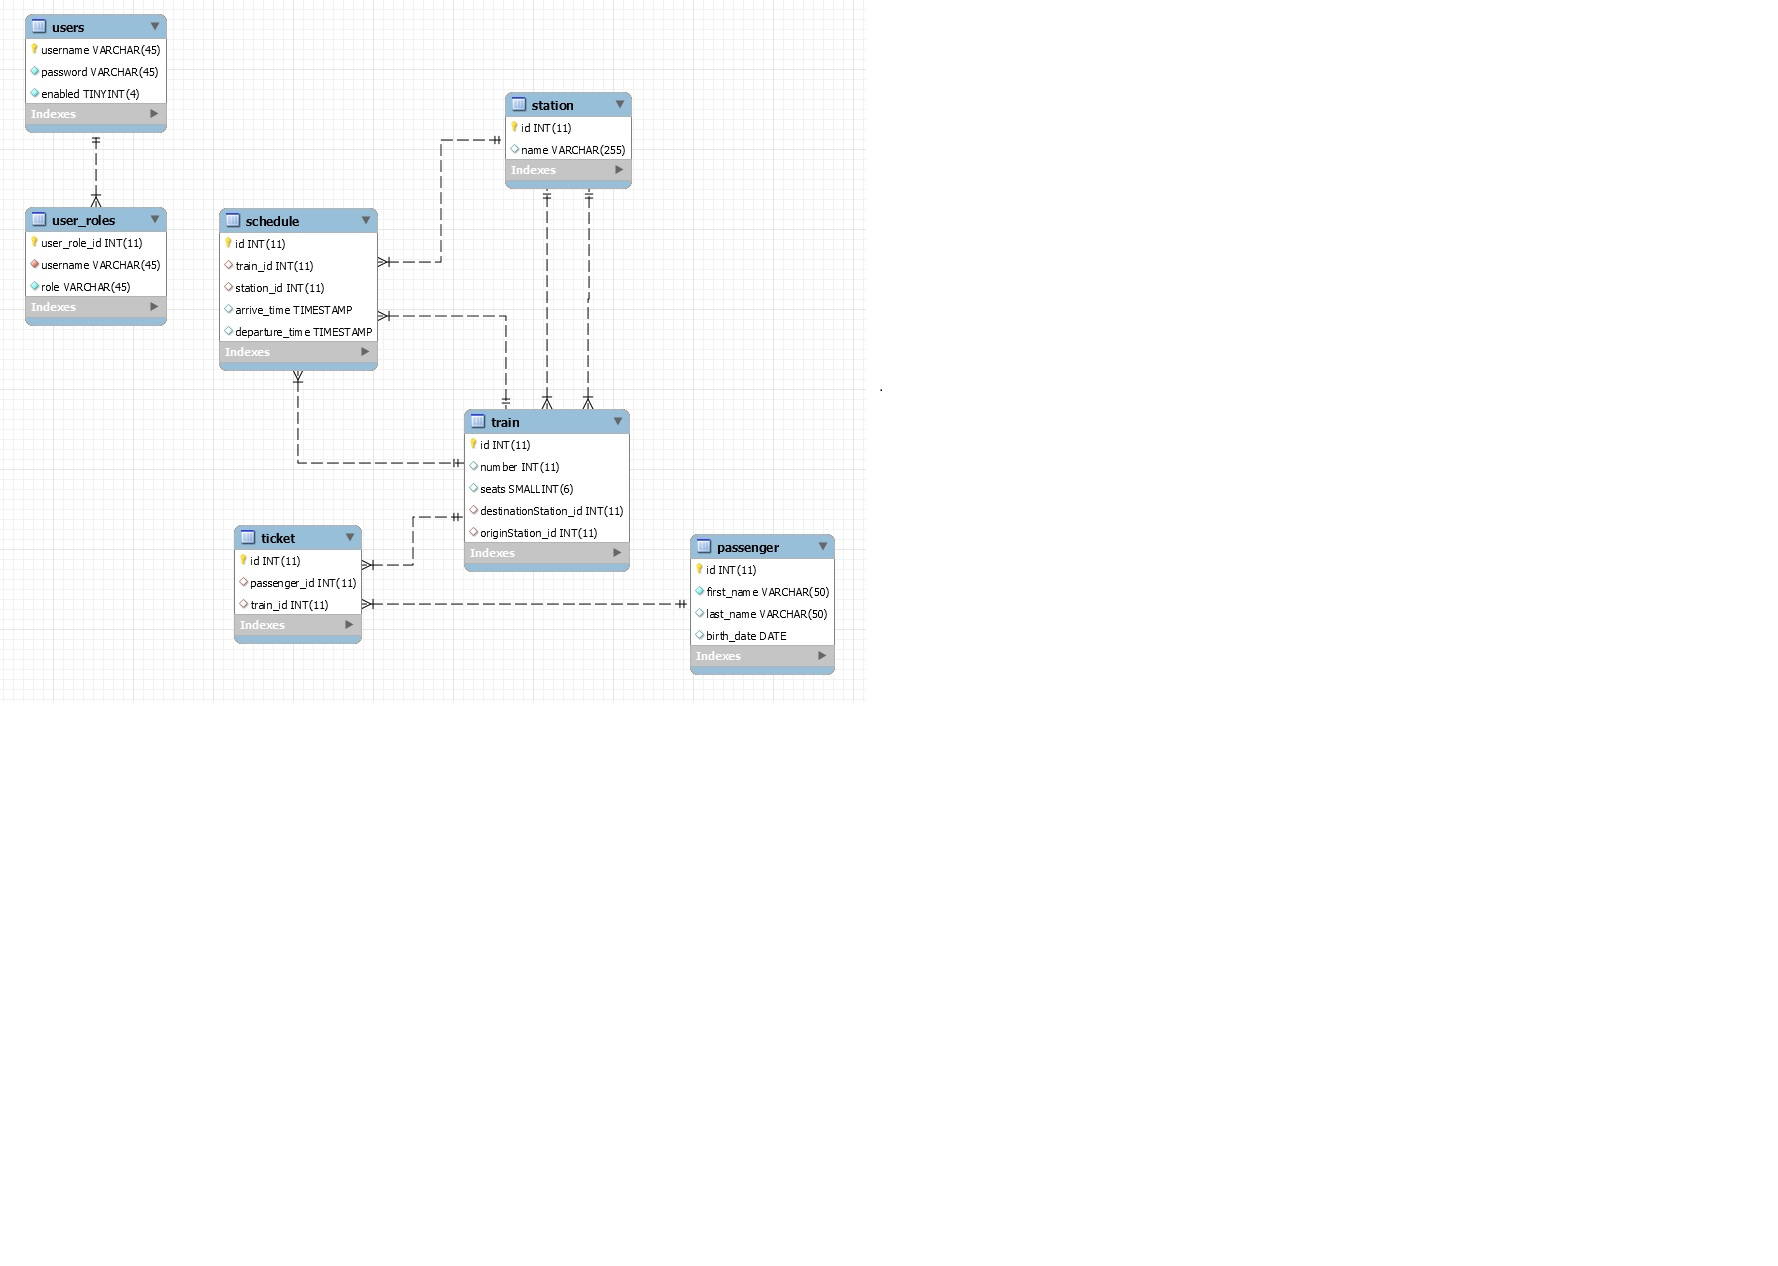 users
username VARCHAR(45)
password VARCHAR(45)
enabled TINYINT(4)
Indexes
user_roles
user_role_id INT(11)
username VARCHAR(45)
role VARCHAR(45)
Indexes
schedule
id INT(11)
train_id INT(11)
station_id INT(11)
arrive_time TIMESTAMP
departure_time TIMESTAMP
Indexes
station
id INT(11)
name VARCHAR(255)
Indexes
train
id INT(11)
number INT(11)
seats SMALLINT(6)
destinationStation_id INT(11)
originStation_id INT(11)
Indexes
ticket
id INT(11)
passenger_id INT(11)
train_id INT(11)
Indexes
passenger
id INT(11)
first_name VARCHAR(50)
last_name VARCHAR(50)
birth_date DATE
Indexes
.